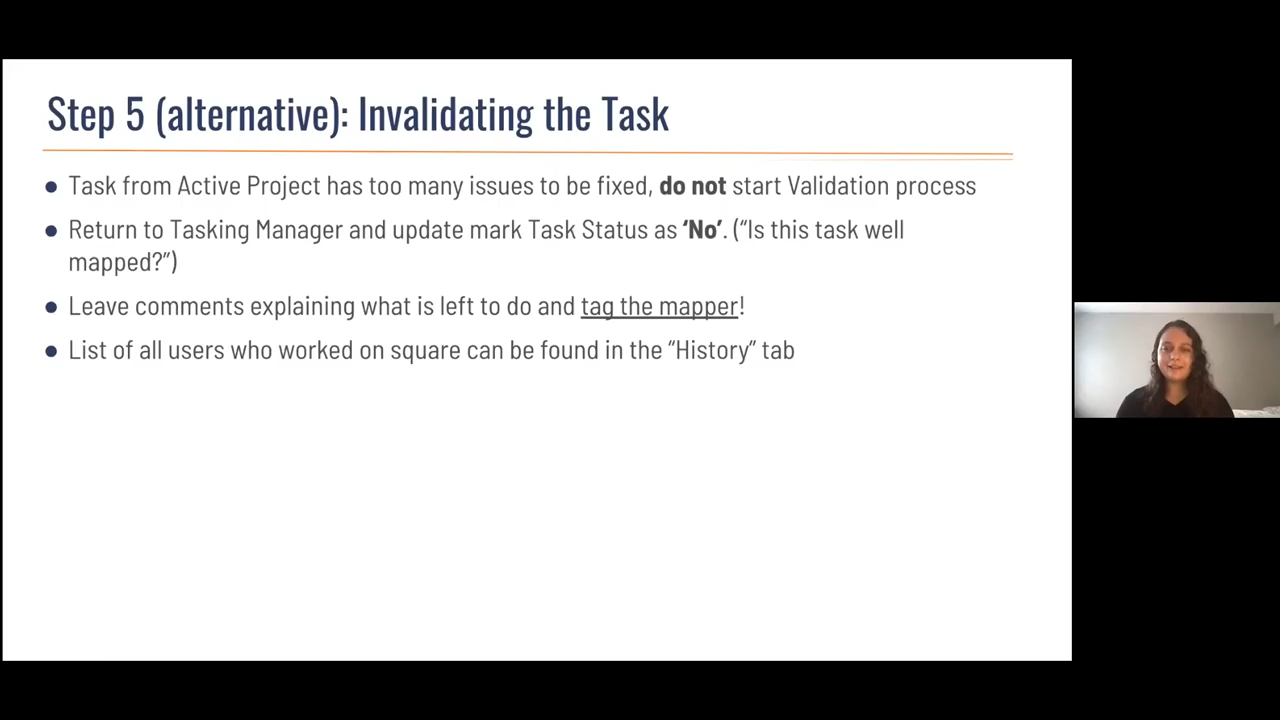 Step 5 (alternative): Invalidating the Task
● Task from Active Project has too many issues to be fixed, do not start Validation process
● Return to Tasking Manager and update mark Task Status as ‘No’. (“Is this task well
mapped?”)
● Leave comments explaining what is left to do and tag the mapper!
● List of all users who worked on square can be found in the “History” tab